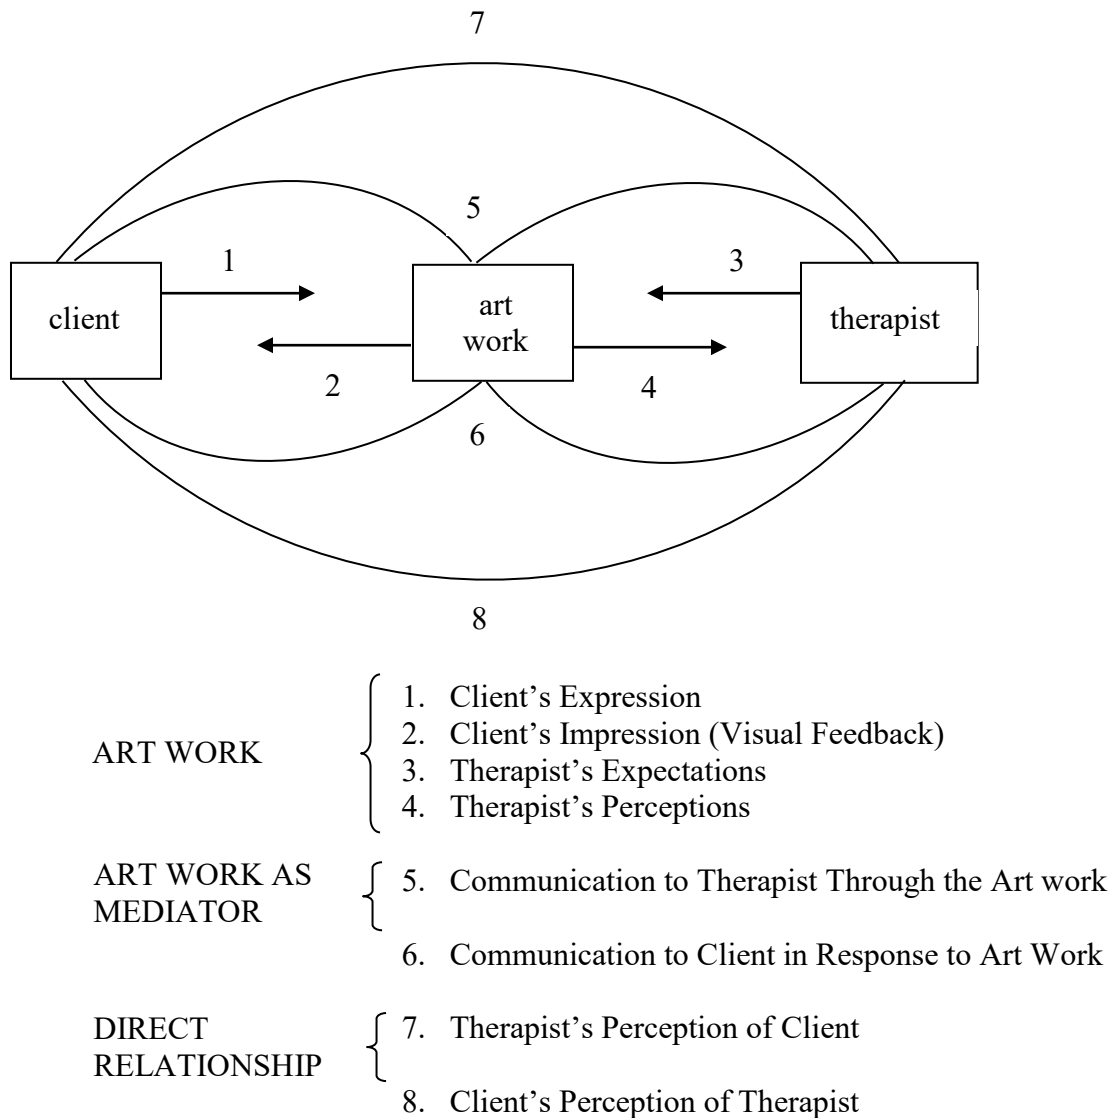 7
5
1
3
client
art
work
therapist
2
4
6
8
ART WORK
1. Client’s Expression
2. Client’s Impression (Visual Feedback)
3. Therapist’s Expectations
4. Therapist’s Perceptions
ART WORK AS
MEDIATOR
5. Communication to Therapist Through the Art work
6. Communication to Client in Response to Art Work
DIRECT
RELATIONSHIP
7. Therapist’s Perception of Client
8. Client’s Perception of Therapist